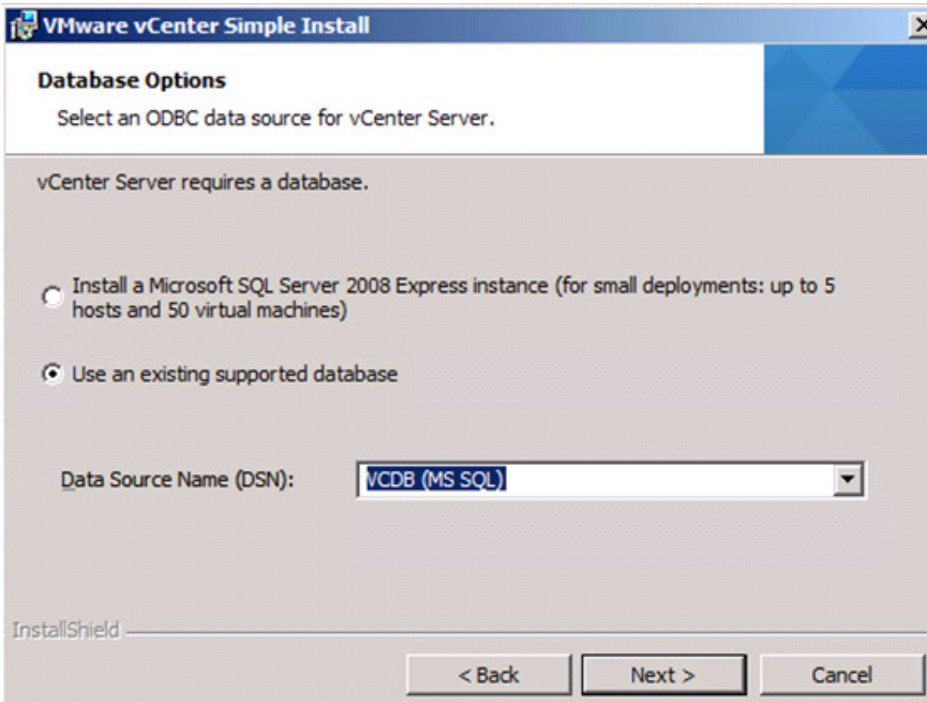 VMware vCenter Simple Install
Database Options
Select an ODBC data source for vCenter Server.
vCenter Server requires a database.
Install a Microsoft SQL Server 2008 Express instance (for small deployments: up to 5
hosts and 50 virtual machines)
Use an existing supported database
Data Source Name (DSN):
VCDB (MS SQL)
InstallShield
< Back
Next >
Cancel